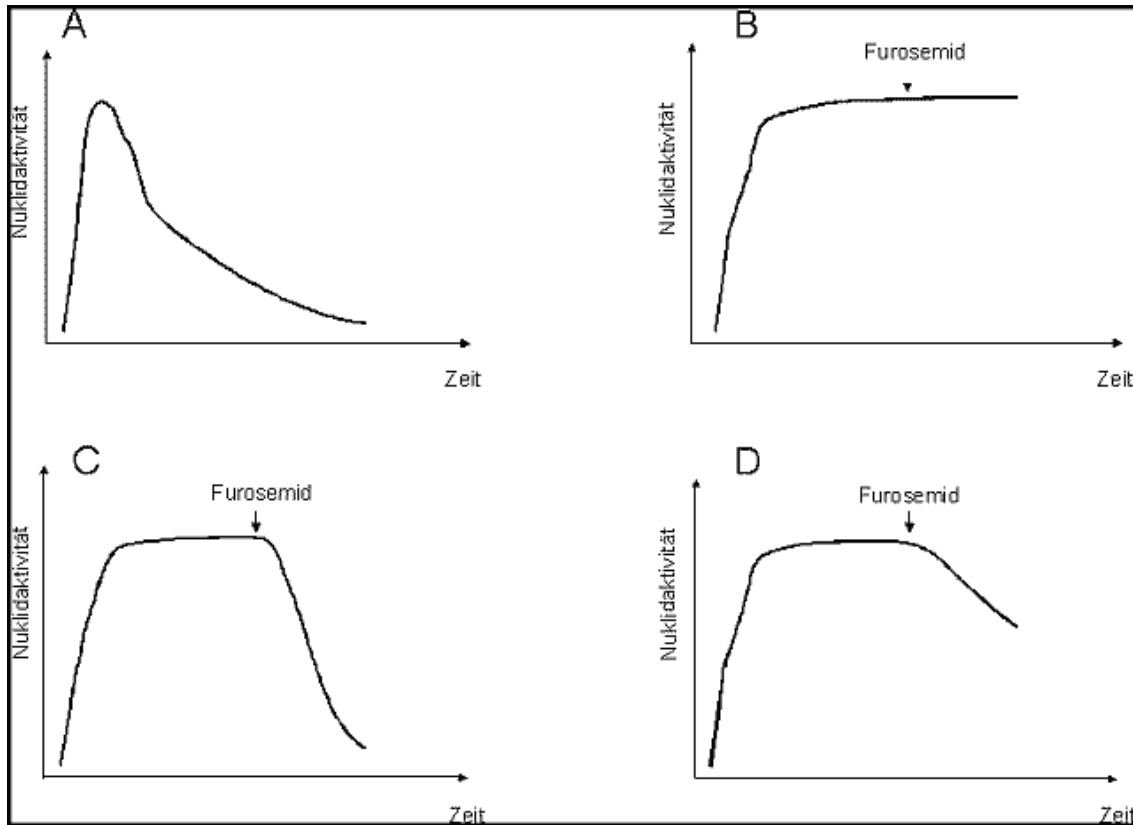 A
Nuklidaktivität
Zeit
B
Furosemid
Nuklidaktivität
Zeit
C
Furosemid
Nuklidaktivität
Zeit
D
Furosemid
Nuklidaktivität
Zeit